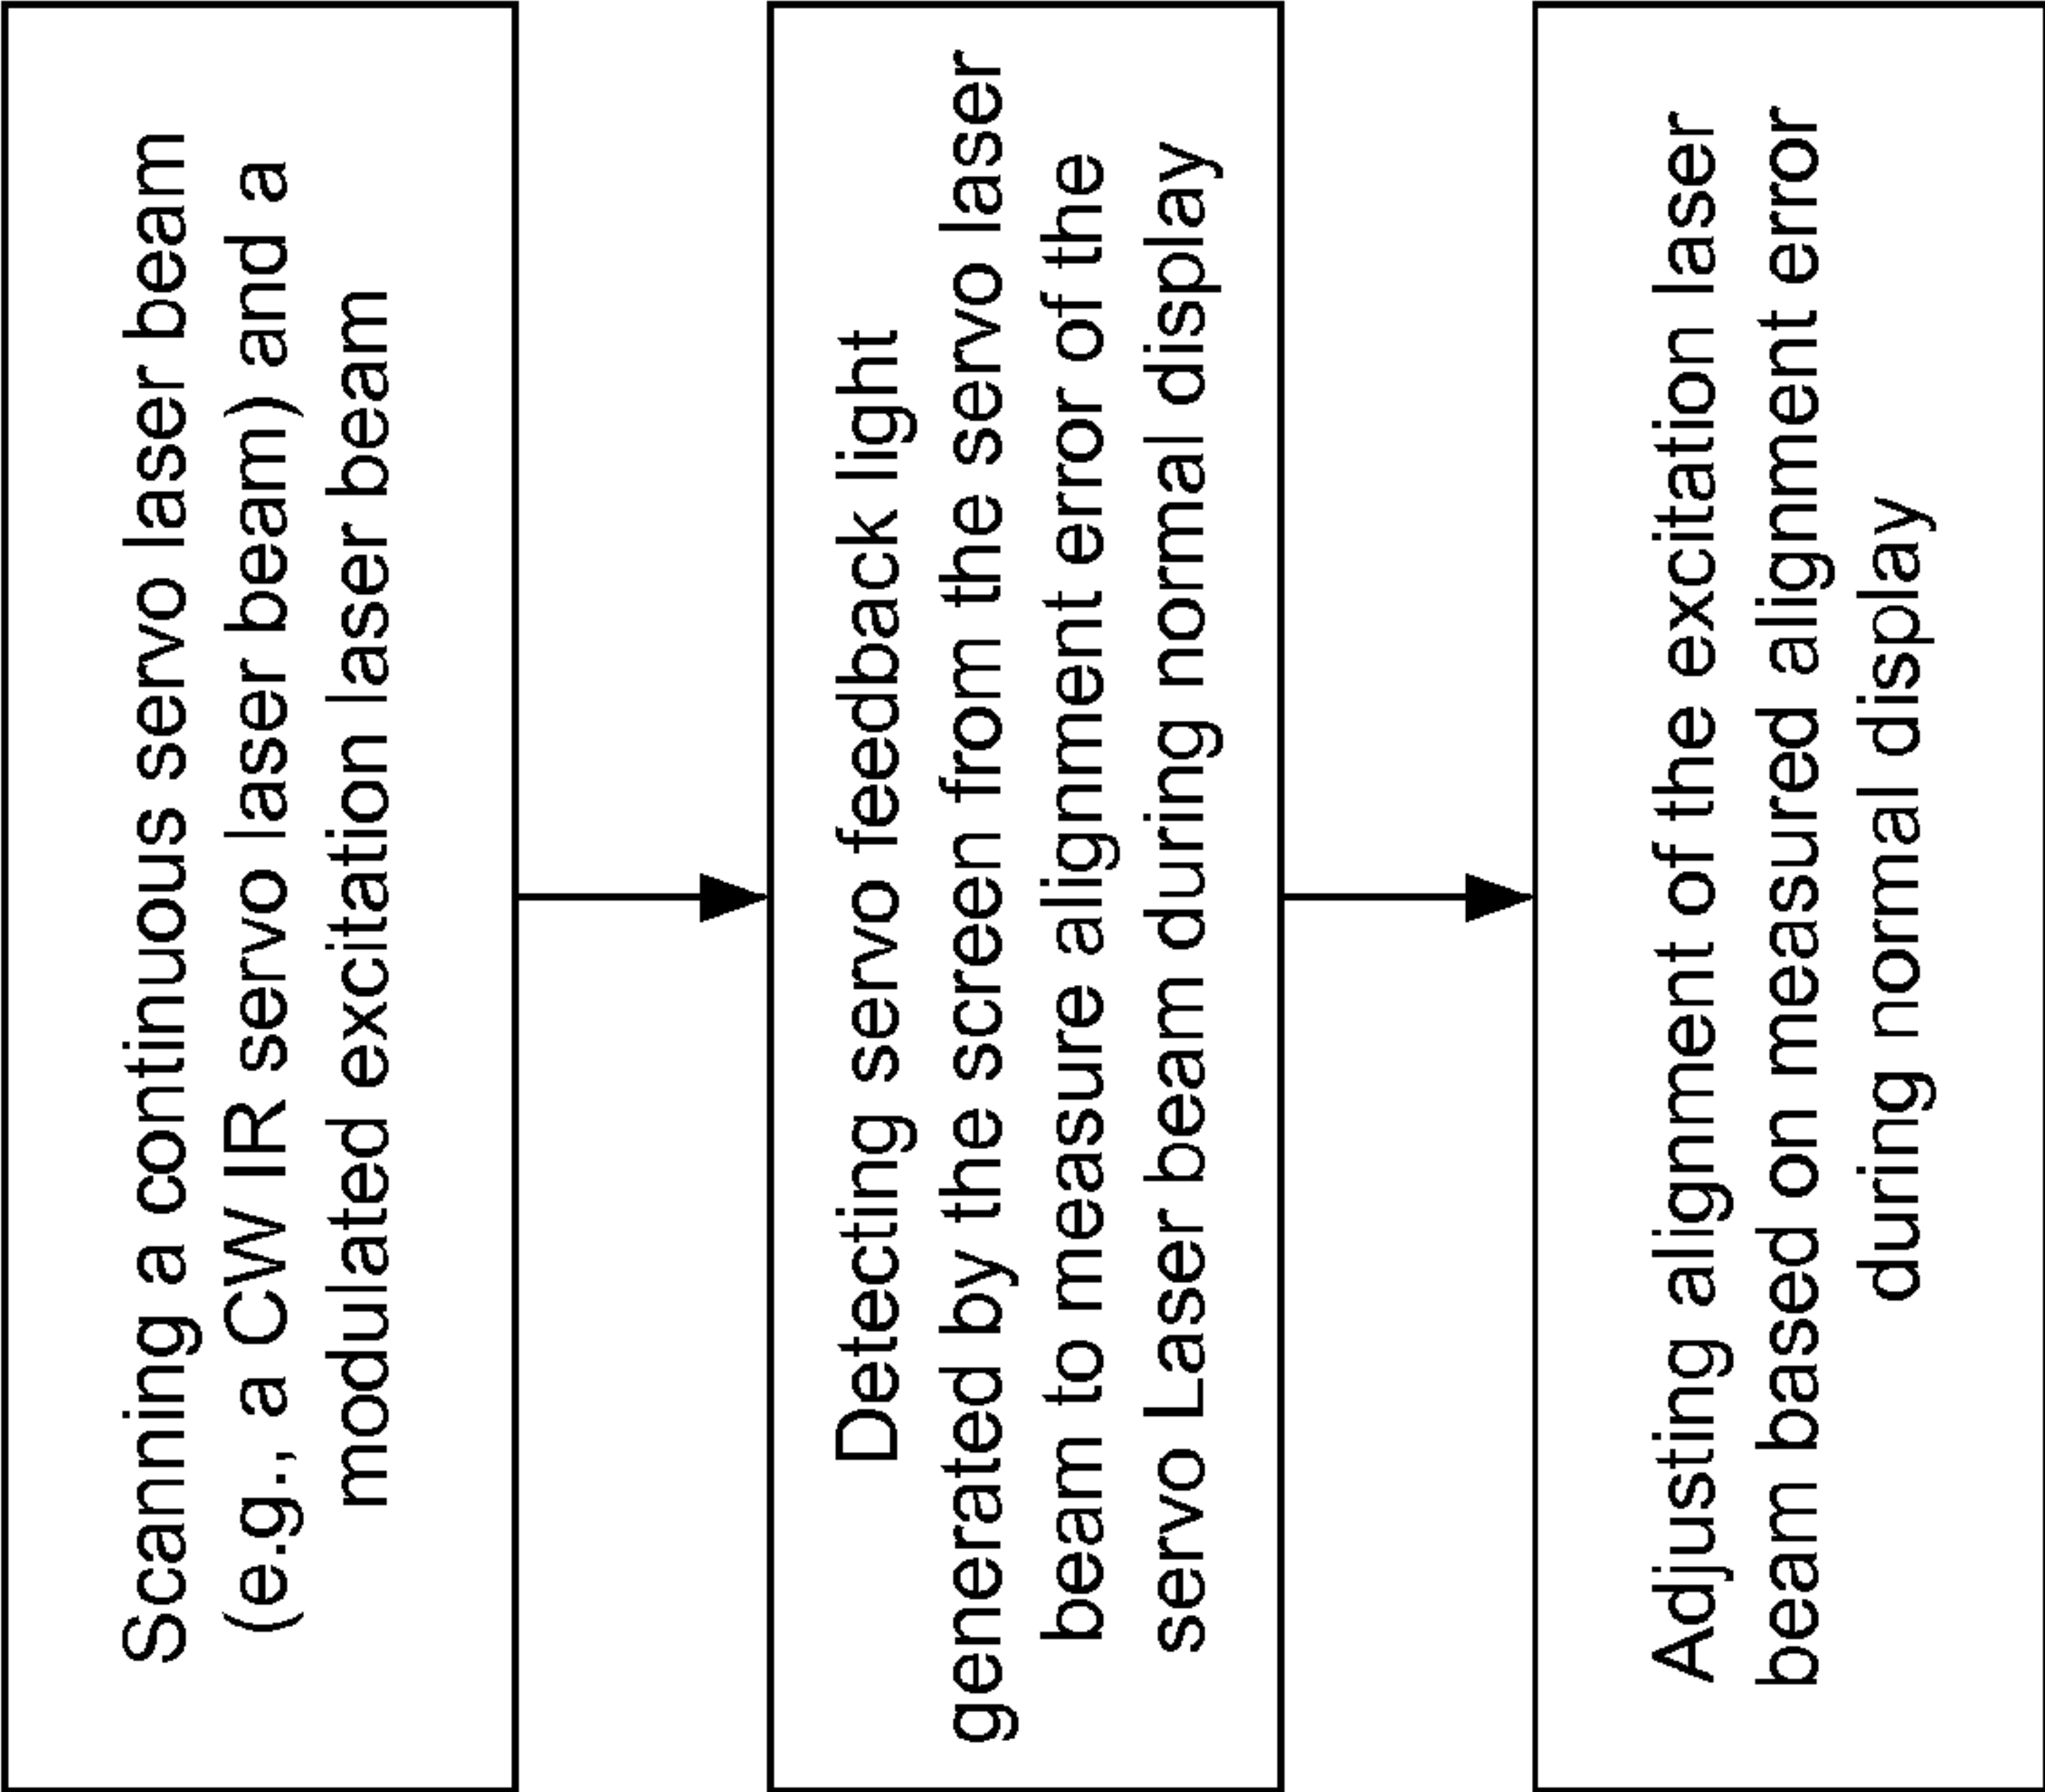 Scanning a continuous servo laser beam
(e.g., a CW IR servo laser beam) and a
modulated excitation laser beam
Detecting servo feedback light
generated by the screen from the servo laser
beam to measure alignment error of the
servo Laser beam during normal display
Adjusting alignment of the excitation laser
beam based on measured alignment error
during normal display